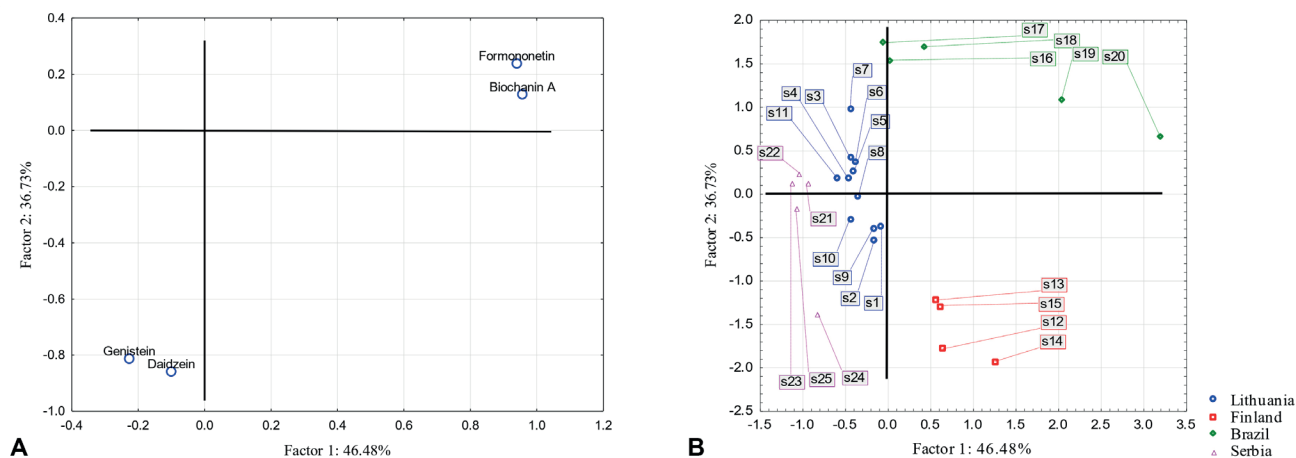 0.4
0.2
0.0
-0.2
-0.4
-0.6
-0.8
-1.0
Factor 2: 36.73%
Formononetin
Biochanin A
Genistein
Daidzein
-0.4 -0.2 0.0 0.2 0.4 0.6 0.8 1.0 1.2
Factor 1: 46.48%
A
2.0
1.5
1.0
0.5
0.0
-0.5
-1.0
-1.5
-2.0
-2.5
Factor 2: 36.73%
s17
s18
s16
s19
s20
s7
s4
s3
s6
s11
s5
s8
s22
s21
s10
s9
s2
s1
s13
s15
s12
s14
s23
s25
s24
-1.5 -1.0 -0.5 0.0 0.5 1.0 1.5 2.0 2.5 3.0 3.5
Factor 1: 46.48%
B
Lithuania
Finland
Brazil
Serbia